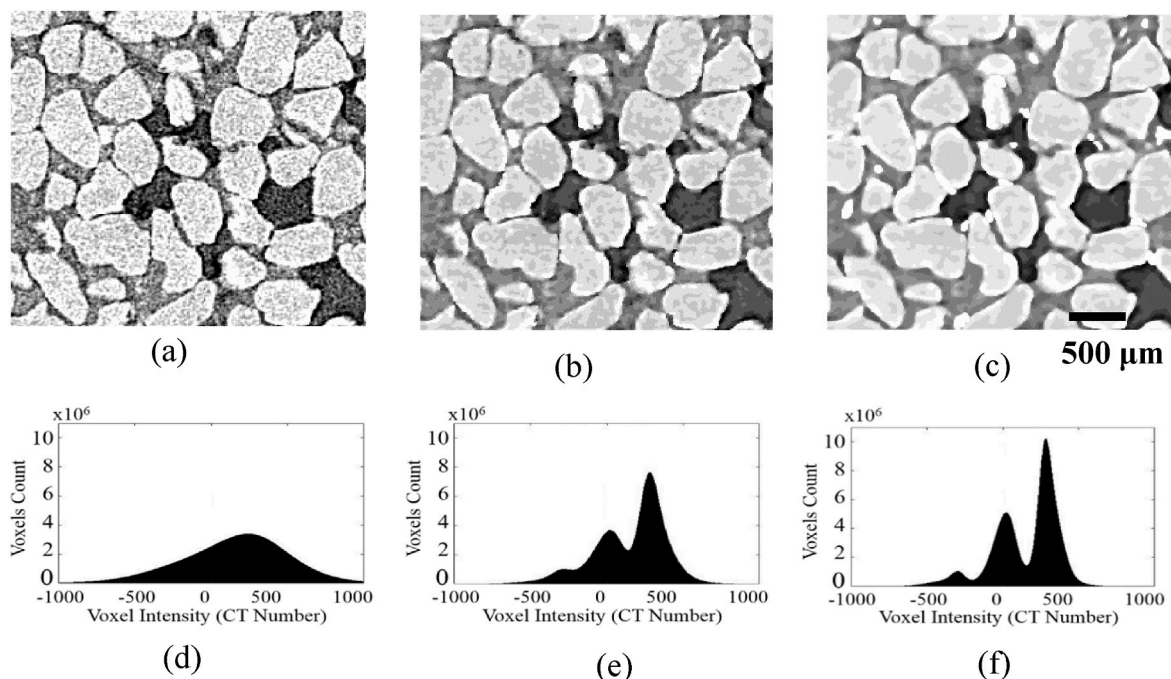 (a)
(b)
(c)
500 μm
x10⁶
10
8
6
4
2
0
Voxels Count
-1000 -500 0 500 1000
Voxel Intensity (CT Number)
(d)
x10⁶
10
8
6
4
2
0
Voxels Count
-1000 -500 0 500 1000
Voxel Intensity (CT Number)
(e)
x10⁶
10
8
6
4
2
0
Voxels Count
-1000 -500 0 500 1000
Voxel Intensity (CT Number)
(f)